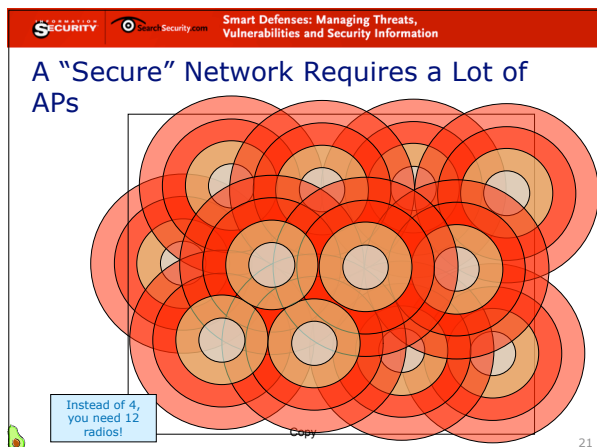 INFORMATION
SECURITY
SearchSecurity.com
Smart Defenses: Managing Threats,
Vulnerabilities and Security Information
A “Secure” Network Requires a Lot of
APs
Instead of 4,
you need 12
radios!
Copy
21